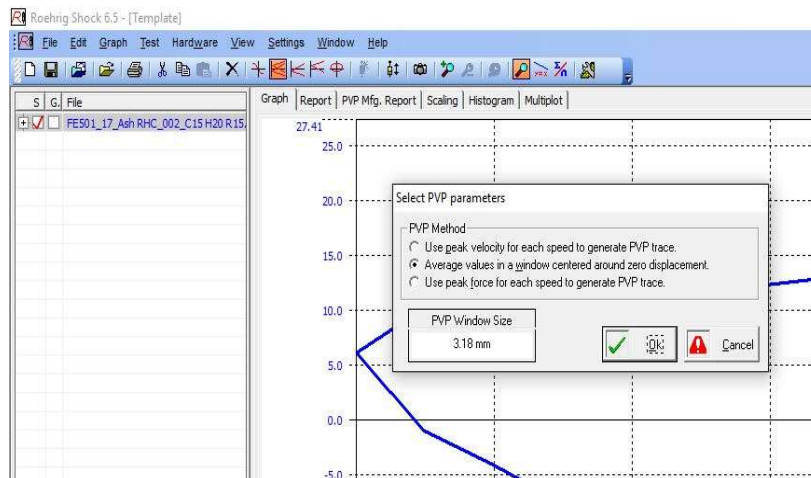 Roehrig Shock 6.5 - [Template]
File Edit Graph Test Hardware View Settings Window Help
S G. File
FE501_17_Ash RHC_002_C15 H20 R15.
Graph Report PVP Mfg. Report Scaling Histogram Multiplot
27.41
25.0
20.0
Select PVP parameters
PVP Method
Use peak velocity for each speed to generate PVP trace.
15.0
Average values in a window centered around zero displacement.
Use peak force for each speed to generate PVP trace.
10.0
PVP Window Size
3.18 mm
Ok
Cancel
5.0
0.0
-5.0